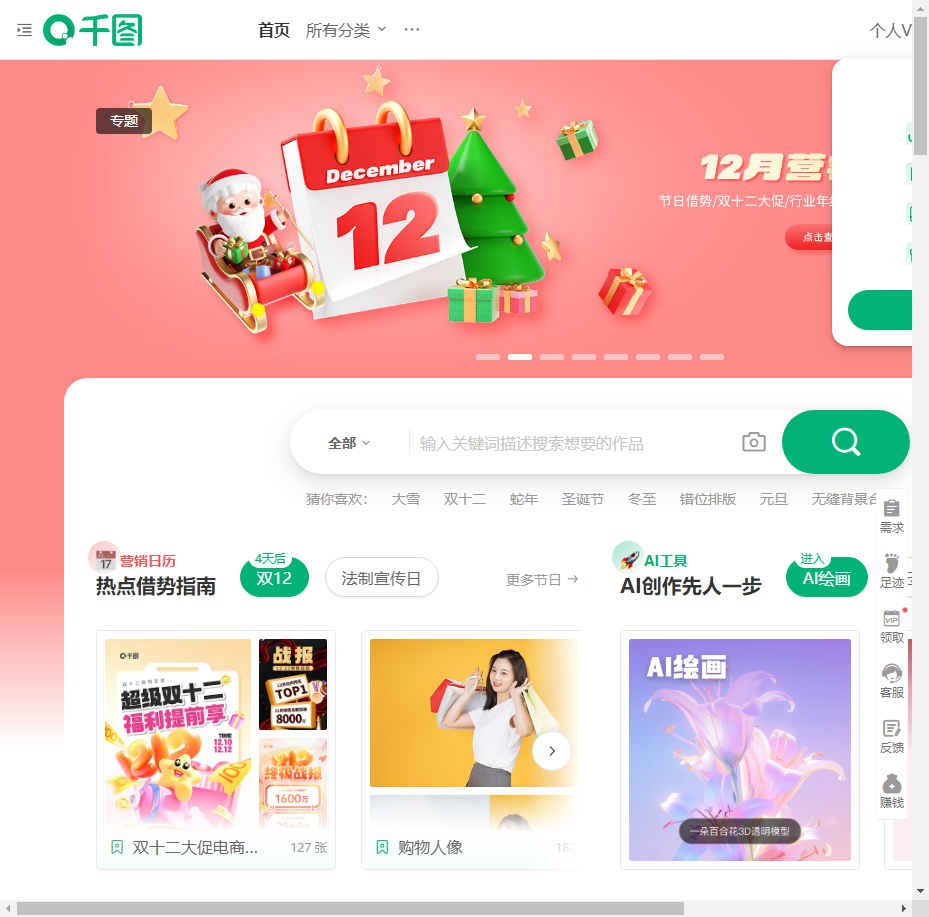 千图
首页
所有分类
···
个人V
专题
December
12
12月营
节日借势/双十二大促/行业年终
点击查
全部
输入关键词描述搜索想要的作品
猜你喜欢：
大雪
双十二
蛇年
圣诞节
冬至
错位排版
元旦
无缝背景合
需求
足迹
VIP
领取
客服
反馈
赚钱
17
营销日历
热点借势指南
4天后
双12
法制宣传日
更多节日
AI工具
AI创作先人一步
进入
AI绘画
千图
超级双十二
福利提前享
TIME:
12.10
12.12
战报
TOP1
8000
终极战报
1600万
双十二大促电商...
127 张
购物人像
182
AI绘画
一朵百合花3D透明模型